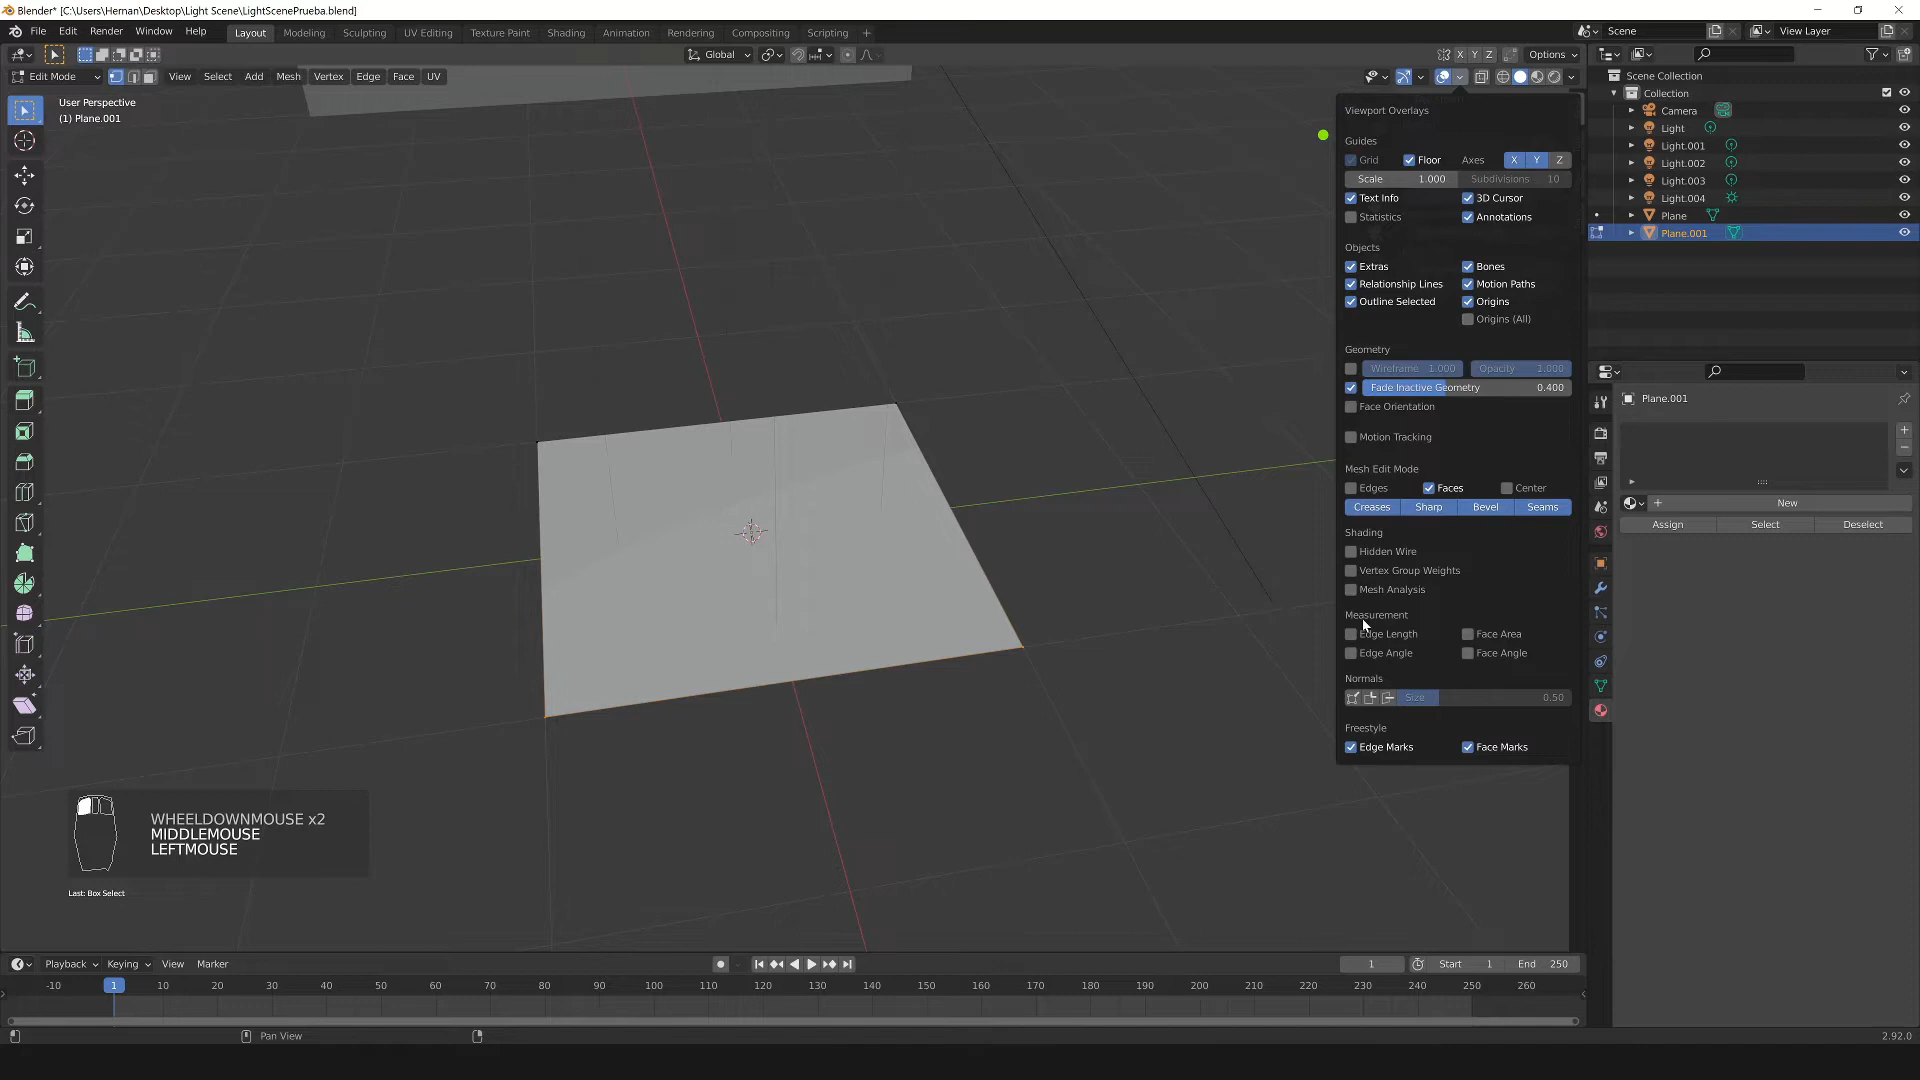 Blender* [C:\Users\Hernan\Desktop\Light Scene\LightScenePrueba.blend]
File Edit Render Window Help Layout Modeling Sculpting UV Editing Texture Paint Shading Animation Rendering Compositing Scripting +
Scene View Layer
Global X Y Z Options
Edit Mode View Select Add Mesh Vertex Edge Face UV
User Perspective
(1) Plane.001
Viewport Overlays
Guides
Grid Floor Axes X Y Z
Scale 1.000 Subdivisions 10
Text Info 3D Cursor
Statistics Annotations
Objects
Extras Bones
Relationship Lines Motion Paths
Outline Selected Origins
Origins (All)
Geometry
Wireframe 1.000 Opacity 1.000
Fade Inactive Geometry 0.400
Face Orientation
Motion Tracking
Mesh Edit Mode
Edges Faces Center
Creases Sharp Bevel Seams
Shading
Hidden Wire
Vertex Group Weights
Mesh Analysis
Measurement
Edge Length Face Area
Edge Angle Face Angle
Normals
Size 0.50
Freestyle
Edge Marks Face Marks
Scene Collection
Collection
Camera
Light
Light.001
Light.002
Light.003
Light.004
Plane
Plane.001
Plane.001
+ New
Assign Select Deselect
WHEELDOWNMOUSE x2
MIDDLEMOUSE
LEFTMOUSE
Last: Box Select
Playback Keying View Marker 1 Start 1 End 250
-10 1 10 20 30 40 50 60 70 80 90 100 110 120 130 140 150 160 170 180 190 200 210 220 230 240 250 260
Pan View 2.92.0